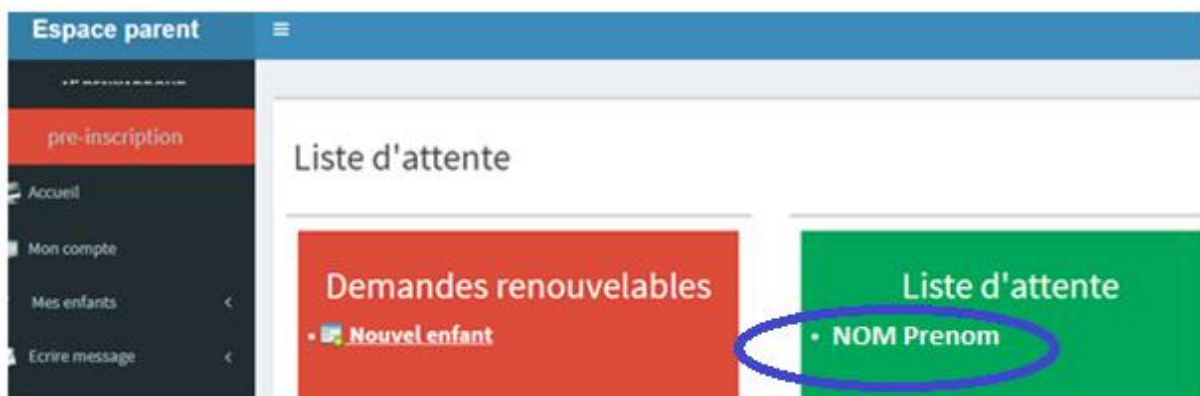 Espace parent
pre-inscription
Accueil
Mon compte
Mes enfants
Ecrire message
Liste d'attente
Demandes renouvelables
Nouvel enfant
Liste d'attente
NOM Prenom